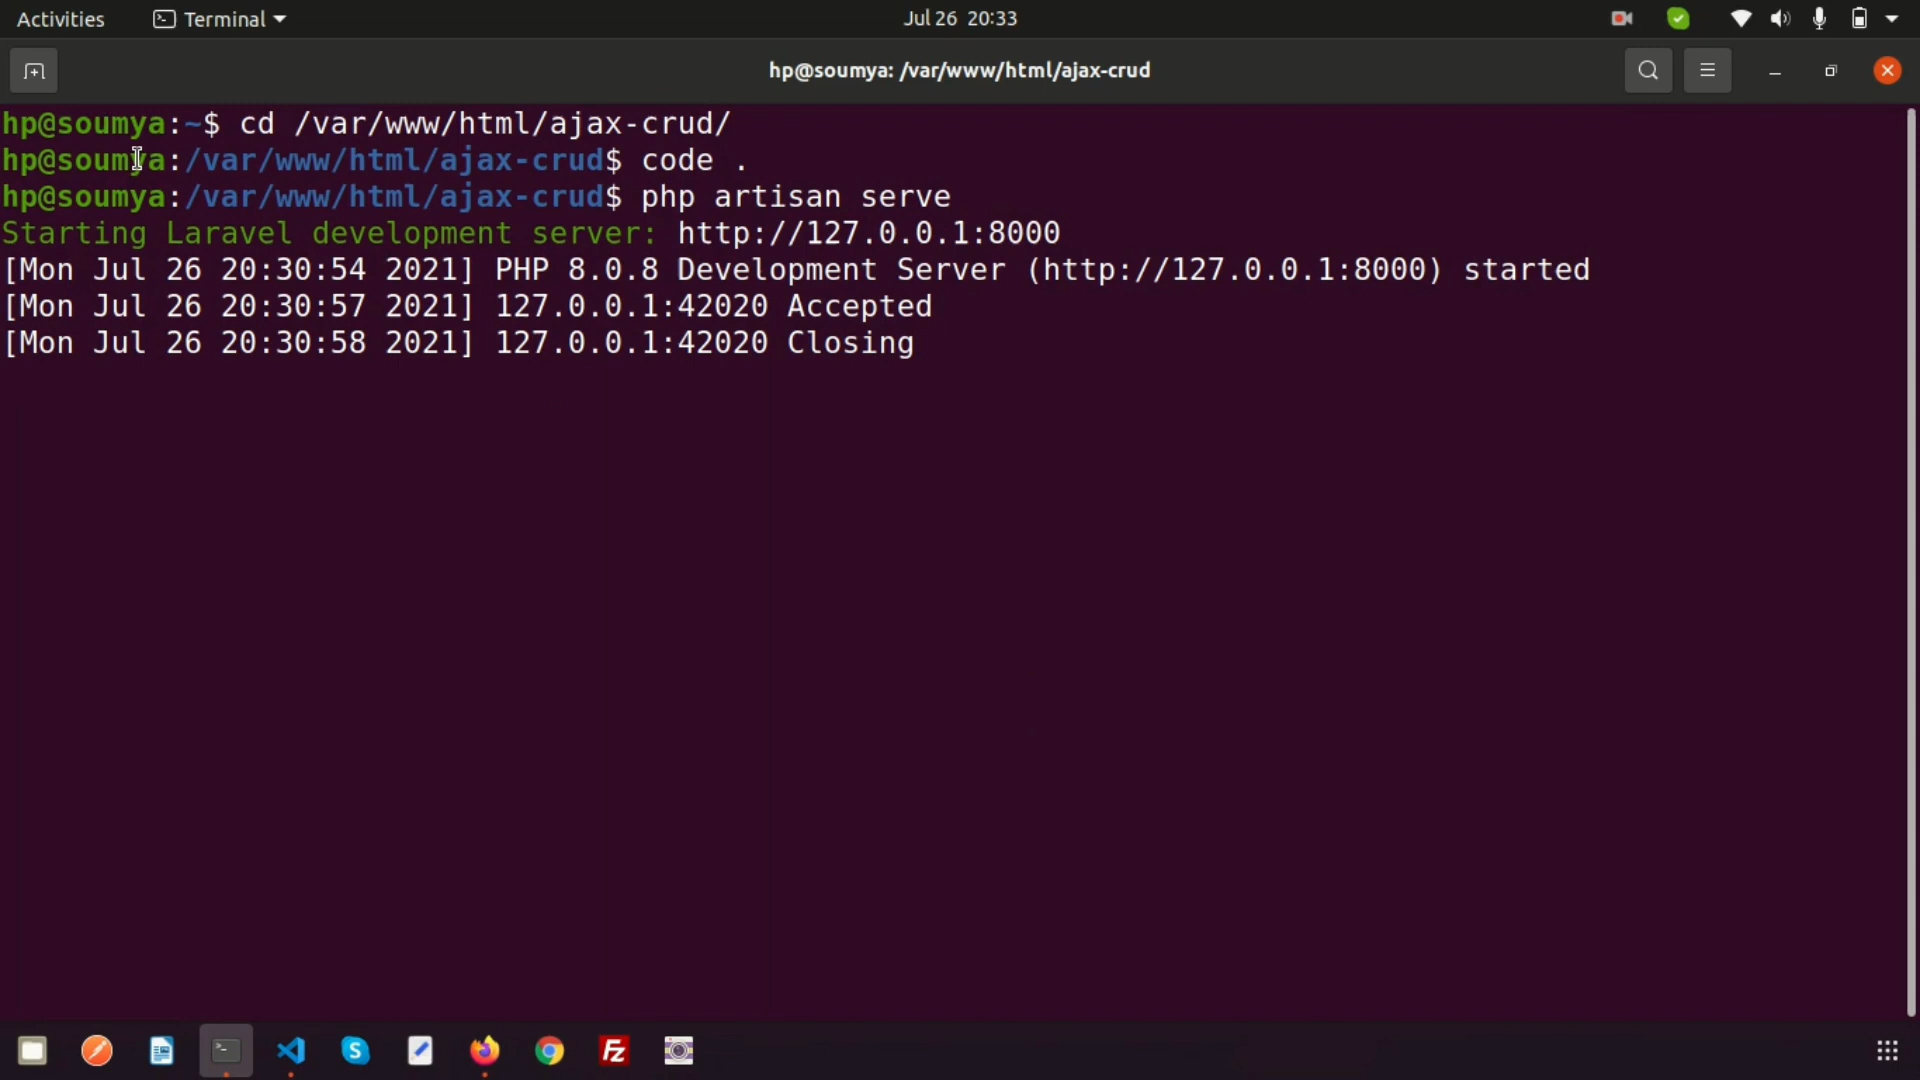 Activities Terminal Jul 26 20:33
hp@soumya: /var/www/html/ajax-crud
hp@soumya:~$ cd /var/www/html/ajax-crud/
hp@soumya:/var/www/html/ajax-crud$ code .
hp@soumya:/var/www/html/ajax-crud$ php artisan serve
Starting Laravel development server: http://127.0.0.1:8000
[Mon Jul 26 20:30:54 2021] PHP 8.0.8 Development Server (http://127.0.0.1:8000) started
[Mon Jul 26 20:30:57 2021] 127.0.0.1:42020 Accepted
[Mon Jul 26 20:30:58 2021] 127.0.0.1:42020 Closing